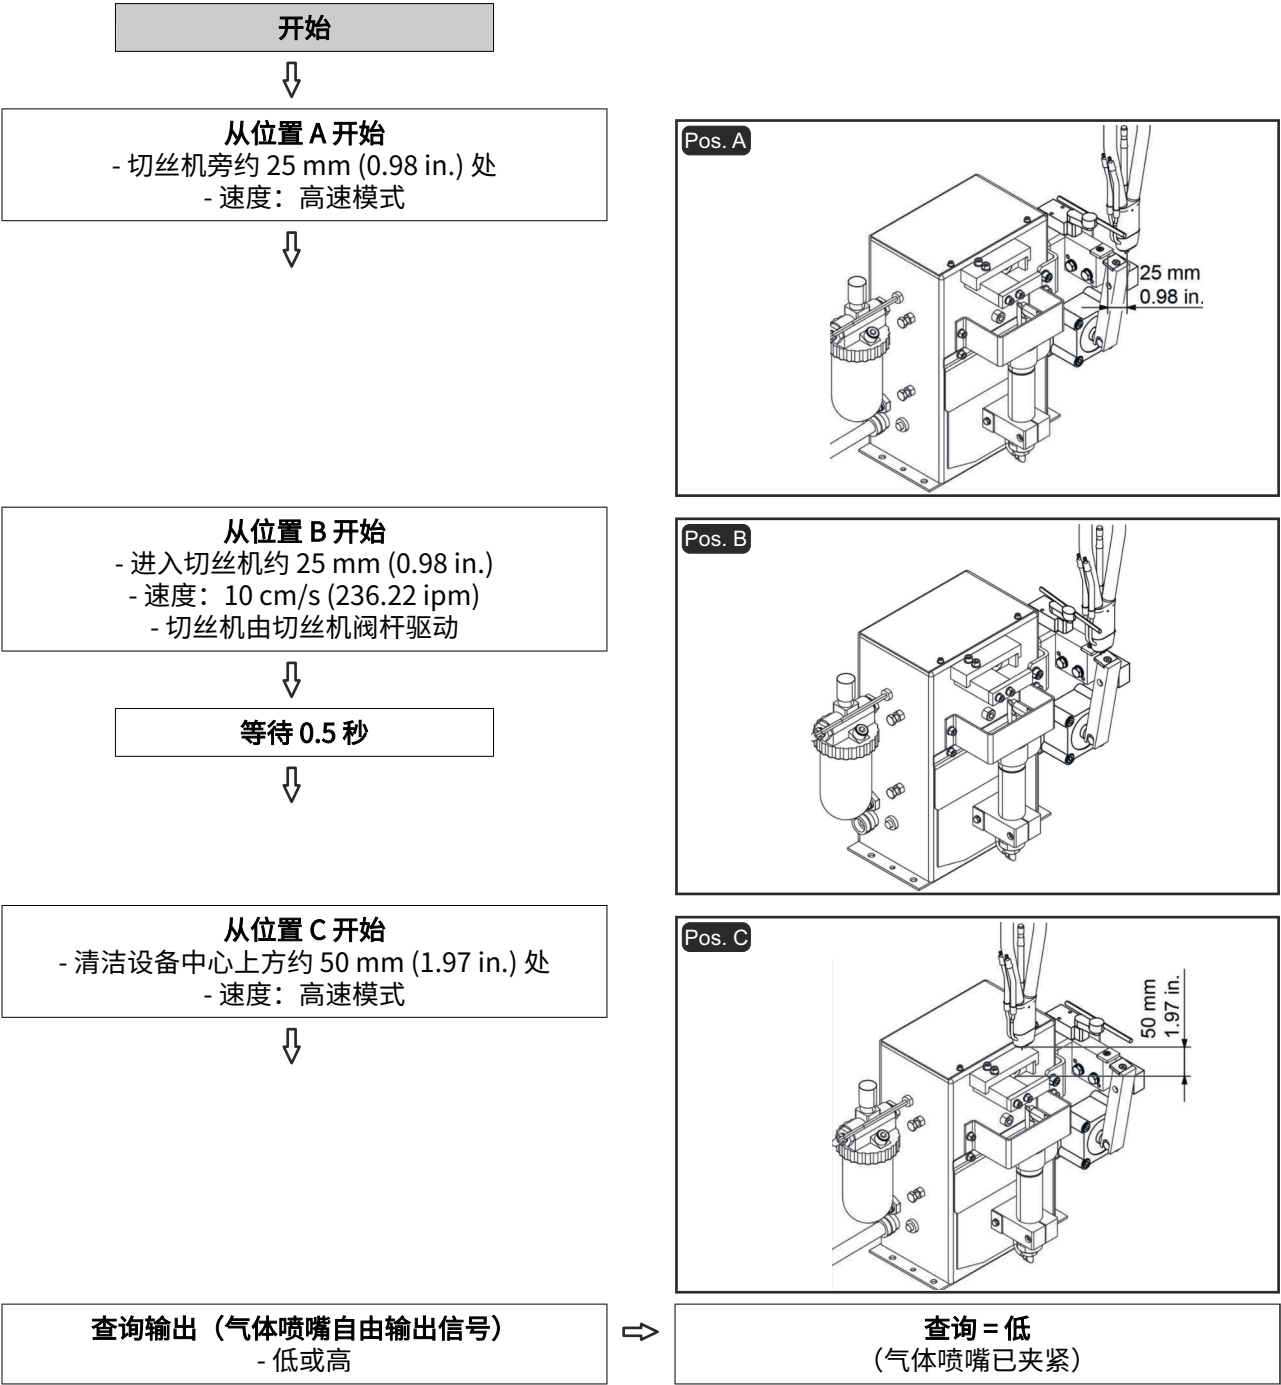 开始
从位置 A 开始
- 切丝机旁约 25 mm (0.98 in.) 处
- 速度：高速模式
Pos. A
25 mm
0.98 in.
从位置 B 开始
- 进入切丝机约 25 mm (0.98 in.)
- 速度：10 cm/s (236.22 ipm)
- 切丝机由切丝机阀杆驱动
Pos. B
等待 0.5 秒
从位置 C 开始
- 清洁设备中心上方约 50 mm (1.97 in.) 处
- 速度：高速模式
Pos. C
50 mm
1.97 in.
查询输出（气体喷嘴自由输出信号）
- 低或高
查询 = 低
（气体喷嘴已夹紧）